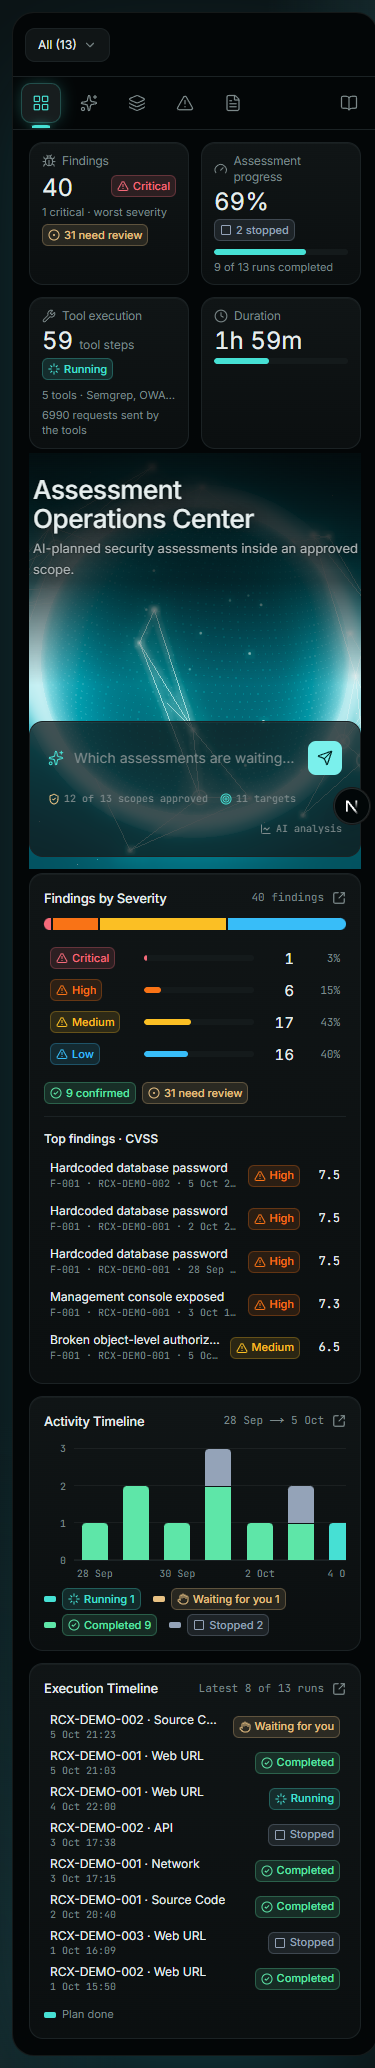 All (13)
Findings
40
Critical
1 critical · worst severity
31 need review
Assessment
progress
69%
2 stopped
9 of 13 runs completed
Tool execution
59 tool steps
Running
5 tools · Semgrep, OWA...
6990 requests sent by
the tools
Duration
1h 59m
Assessment
Operations Center
AI-planned security assessments inside an approved
scope.
Which assessments are waiting...
12 of 13 scopes approved
11 targets
N
AI analysis
Findings by Severity
40 findings
Critical 1 3%
High 6 15%
Medium 17 43%
Low 16 40%
9 confirmed
31 need review
Top findings · CVSS
Hardcoded database password
F-001 · RCX-DEMO-002 · 5 Oct 2…
High 7.5
Hardcoded database password
F-001 · RCX-DEMO-001 · 2 Oct 2…
High 7.5
Hardcoded database password
F-001 · RCX-DEMO-001 · 28 Sep …
High 7.5
Management console exposed
F-001 · RCX-DEMO-001 · 3 Oct 1…
High 7.3
Broken object-level authoriz...
F-001 · RCX-DEMO-001 · 5 Oc…
Medium 6.5
Activity Timeline
28 Sep → 5 Oct
3
2
1
0
28 Sep 30 Sep 2 Oct 4 O
Running 1
Waiting for you 1
Completed 9
Stopped 2
Execution Timeline
Latest 8 of 13 runs
RCX-DEMO-002 · Source C...
5 Oct 21:23
Waiting for you
RCX-DEMO-001 · Web URL
5 Oct 21:03
Completed
RCX-DEMO-001 · Web URL
4 Oct 22:00
Running
RCX-DEMO-002 · API
3 Oct 17:38
Stopped
RCX-DEMO-001 · Network
3 Oct 17:15
Completed
RCX-DEMO-001 · Source Code
2 Oct 20:40
Completed
RCX-DEMO-003 · Web URL
1 Oct 16:09
Stopped
RCX-DEMO-002 · Web URL
1 Oct 15:50
Completed
Plan done